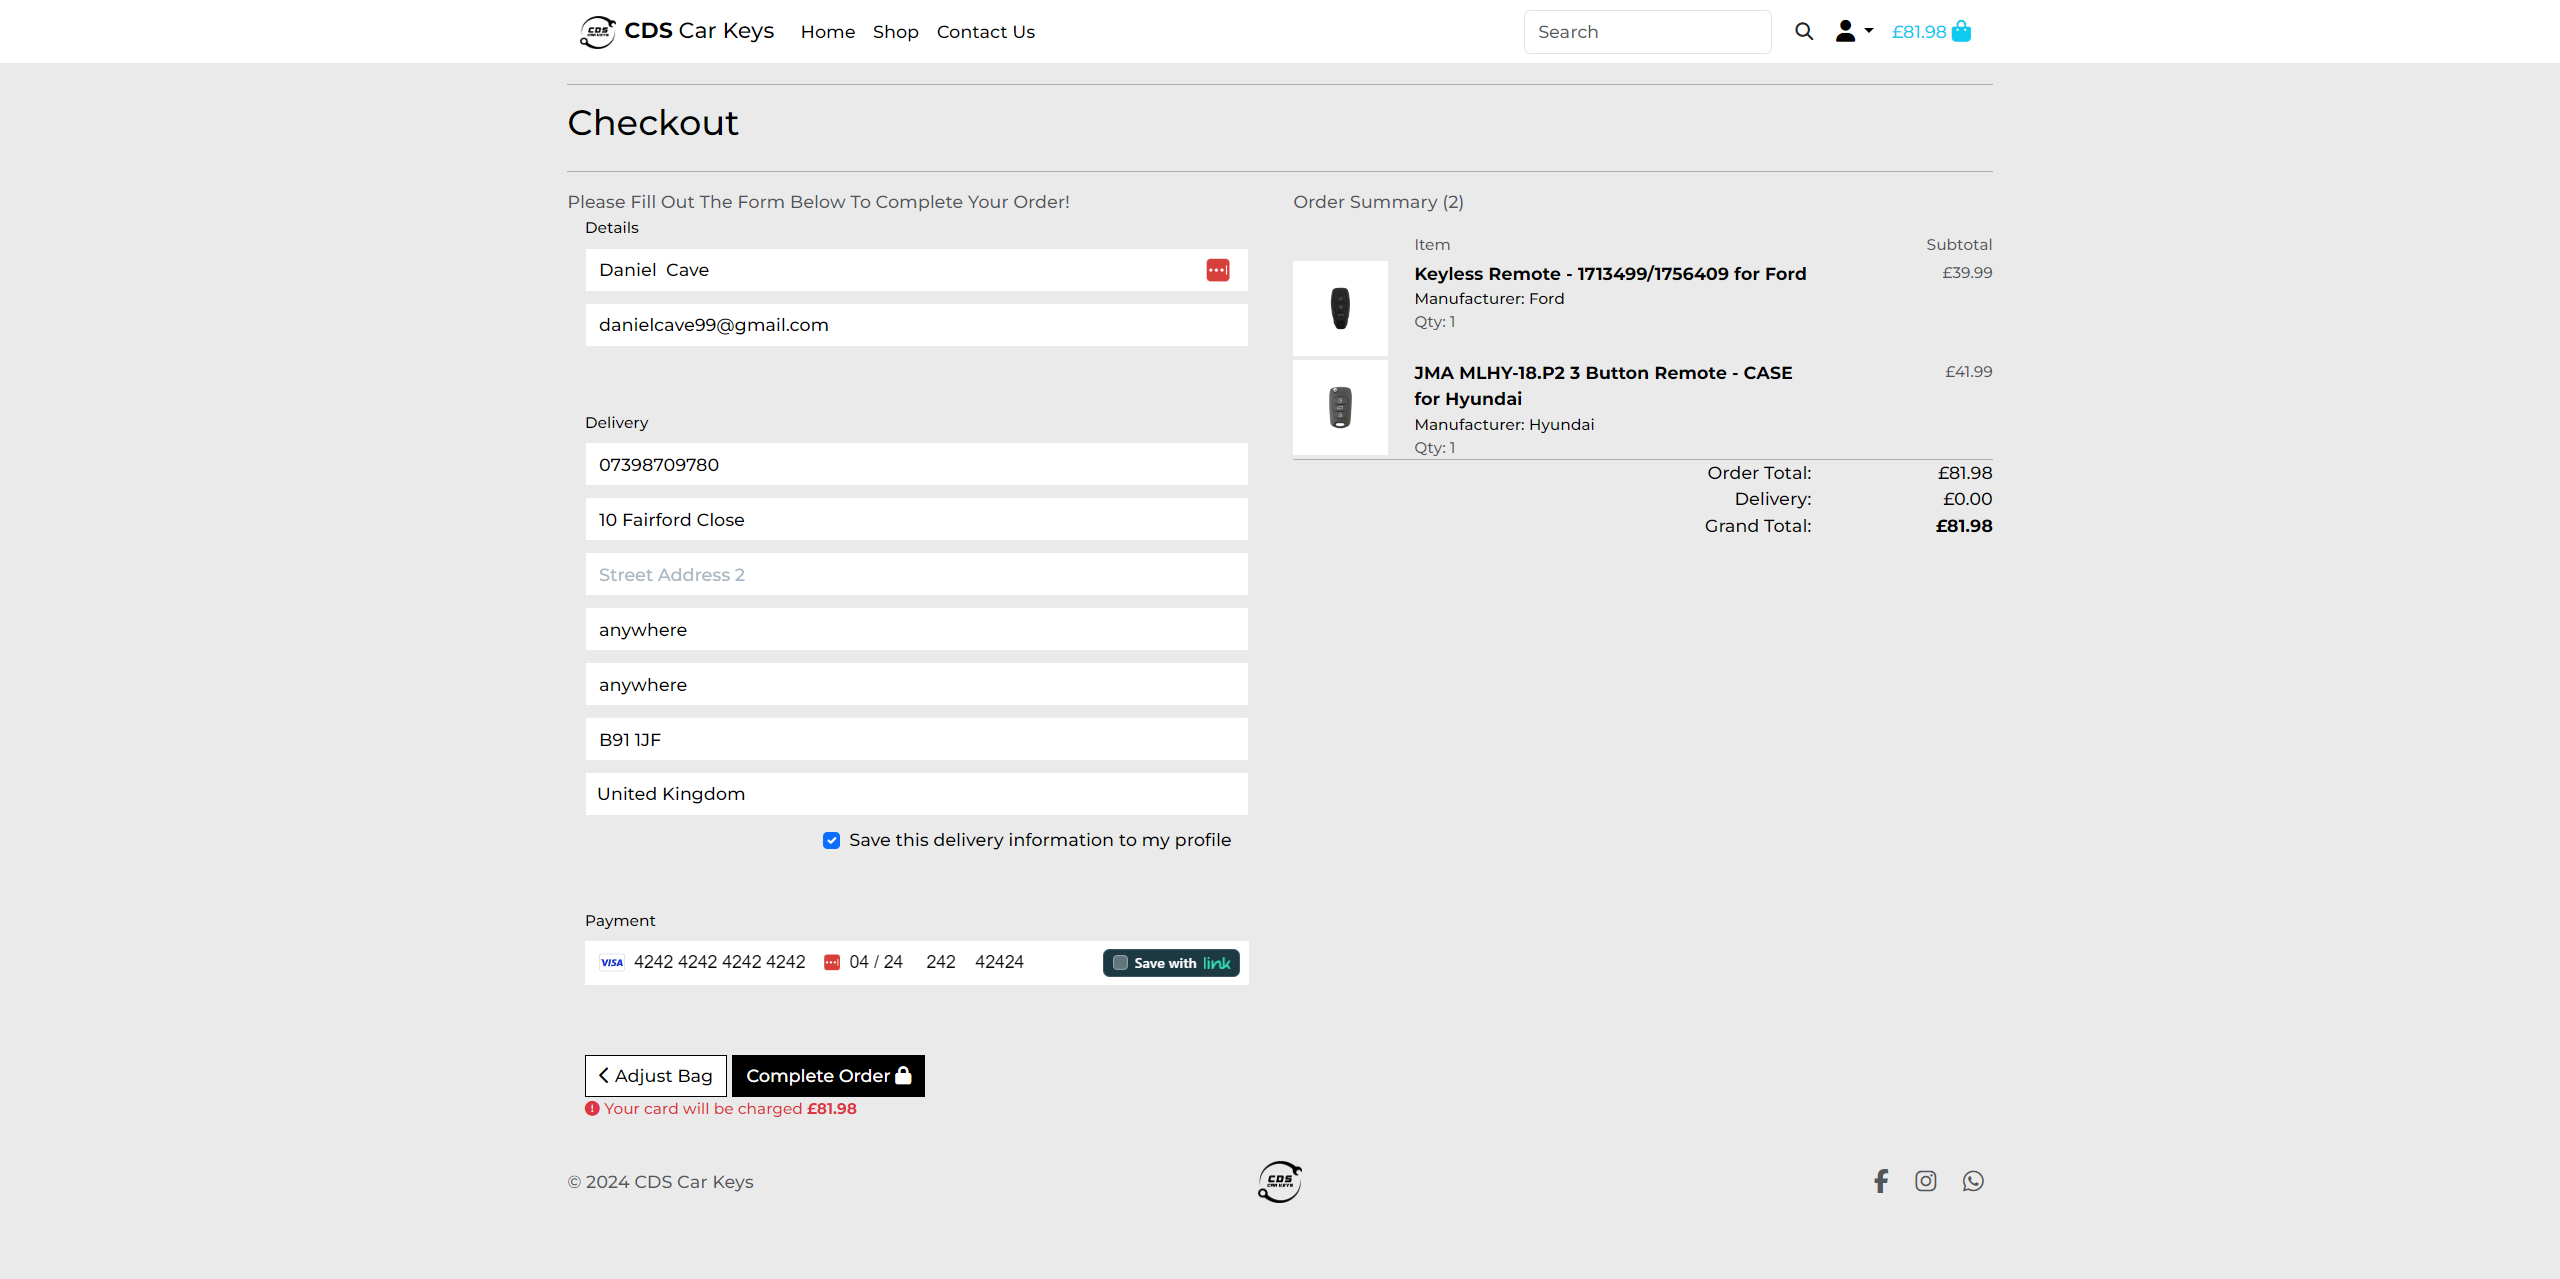 CDS CAR KEYS
CDS Car Keys
Home
Shop
Contact Us
Search
£81.98
Checkout
Please Fill Out The Form Below To Complete Your Order!
Details
Daniel  Cave
danielcave99@gmail.com
Delivery
07398709780
10 Fairford Close
Street Address 2
anywhere
anywhere
B91 1JF
United Kingdom
Save this delivery information to my profile
Payment
VISA 4242 4242 4242 4242 04 / 24 242 42424 Save with link
Adjust Bag
Complete Order
Your card will be charged £81.98
Order Summary (2)
Item Subtotal
Keyless Remote - 1713499/1756409 for Ford £39.99
Manufacturer: Ford
Qty: 1
JMA MLHY-18.P2 3 Button Remote - CASE £41.99
for Hyundai
Manufacturer: Hyundai
Qty: 1
Order Total: £81.98
Delivery: £0.00
Grand Total: £81.98
© 2024 CDS Car Keys
CDS
CAR KEYS